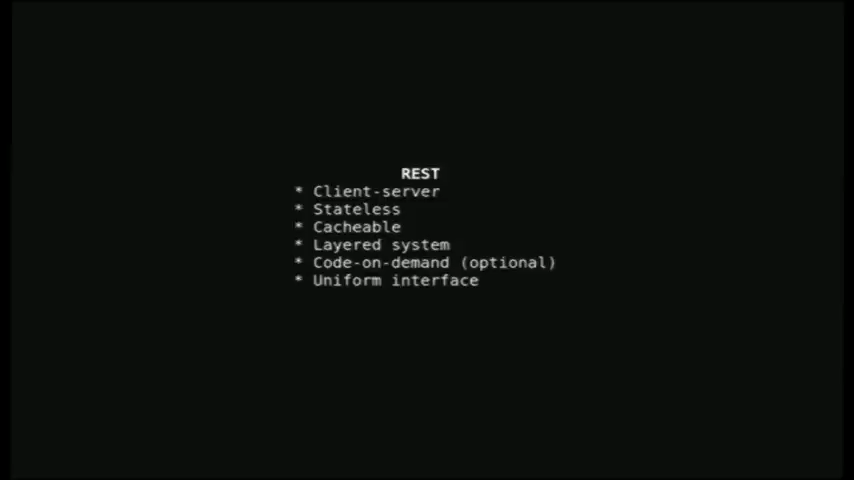 REST
* Client-server
* Stateless
* Cacheable
* Layered system
* Code-on-demand (optional)
* Uniform interface